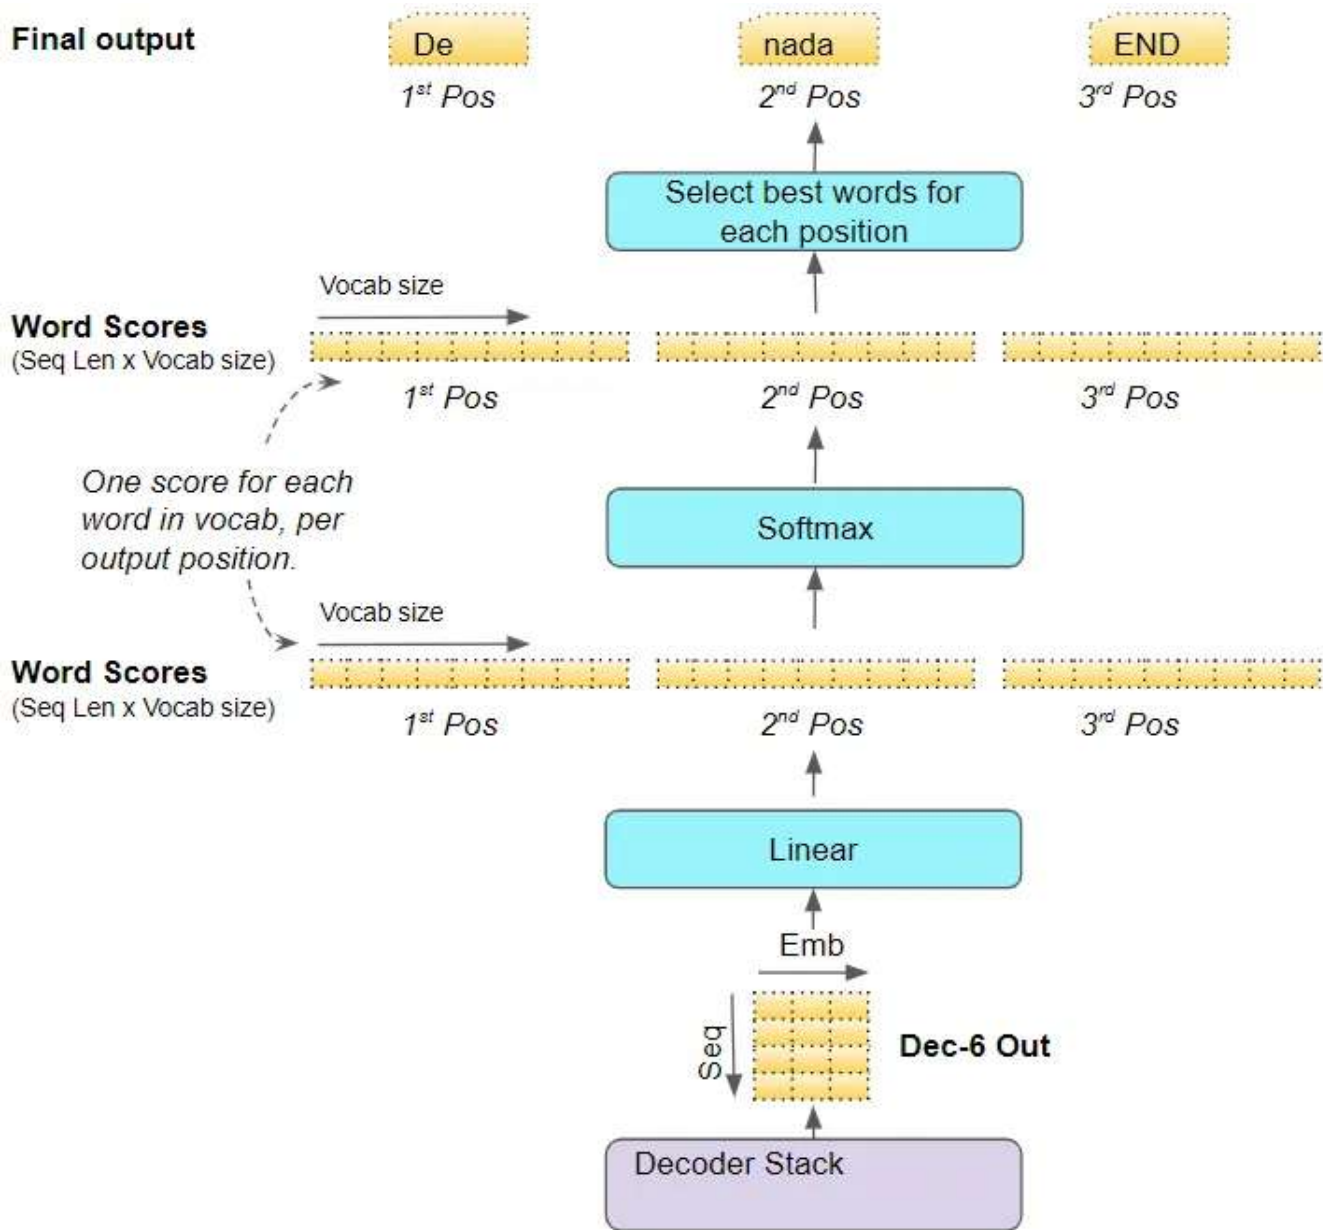 Final output
De
nada
END
1st Pos
2nd Pos
3rd Pos
Select best words for
each position
Vocab size
Word Scores
(Seq Len x Vocab size)
1st Pos
2nd Pos
3rd Pos
One score for each
word in vocab, per
output position.
Softmax
Vocab size
Word Scores
(Seq Len x Vocab size)
1st Pos
2nd Pos
3rd Pos
Linear
Emb
Seq
Dec-6 Out
Decoder Stack